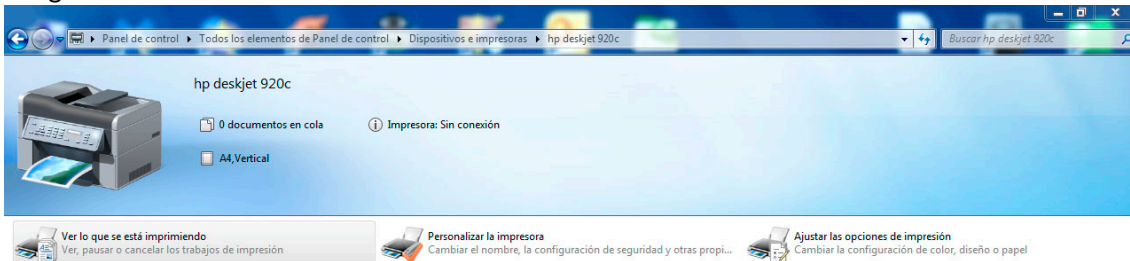 Panel de control ▸ Todos los elementos de Panel de control ▸ Dispositivos e impresoras ▸ hp deskjet 920c
Buscar hp deskjet 920c
hp deskjet 920c
0 documentos en cola
Impresora: Sin conexión
A4,Vertical
Ver lo que se está imprimiendo
Ver, pausar o cancelar los trabajos de impresión
Personalizar la impresora
Cambiar el nombre, la configuración de seguridad y otras propi...
Ajustar las opciones de impresión
Cambiar la configuración de color, diseño o papel